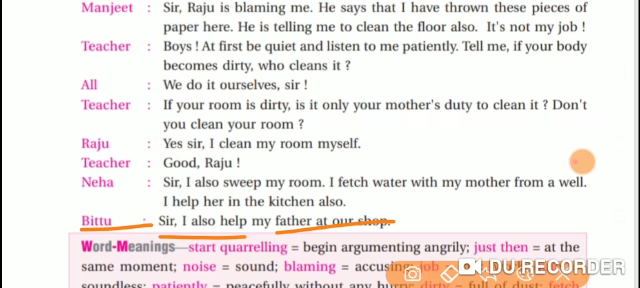 Manjeet : Sir, Raju is blaming me. He says that I have thrown these pieces of
paper here. He is telling me to clean the floor also. It's not my job !
Teacher : Boys ! At first be quiet and listen to me patiently. Tell me, if your body
becomes dirty, who cleans it ?
All : We do it ourselves, sir !
Teacher : If your room is dirty, is it only your mother's duty to clean it ? Don't
you clean your room ?
Raju : Yes sir, I clean my room myself.
Teacher : Good, Raju !
Neha : Sir, I also sweep my room. I fetch water with my mother from a well.
I help her in the kitchen also.
Bittu : Sir, I also help my father at our shop.
Word-Meanings—start quarrelling = begin argumenting angrily; just then = at the
same moment; noise = sound; blaming = accusing; job
DU RECORDER
soundless; patiently = peacefully without any hurry; dirty = full of dust; fetch